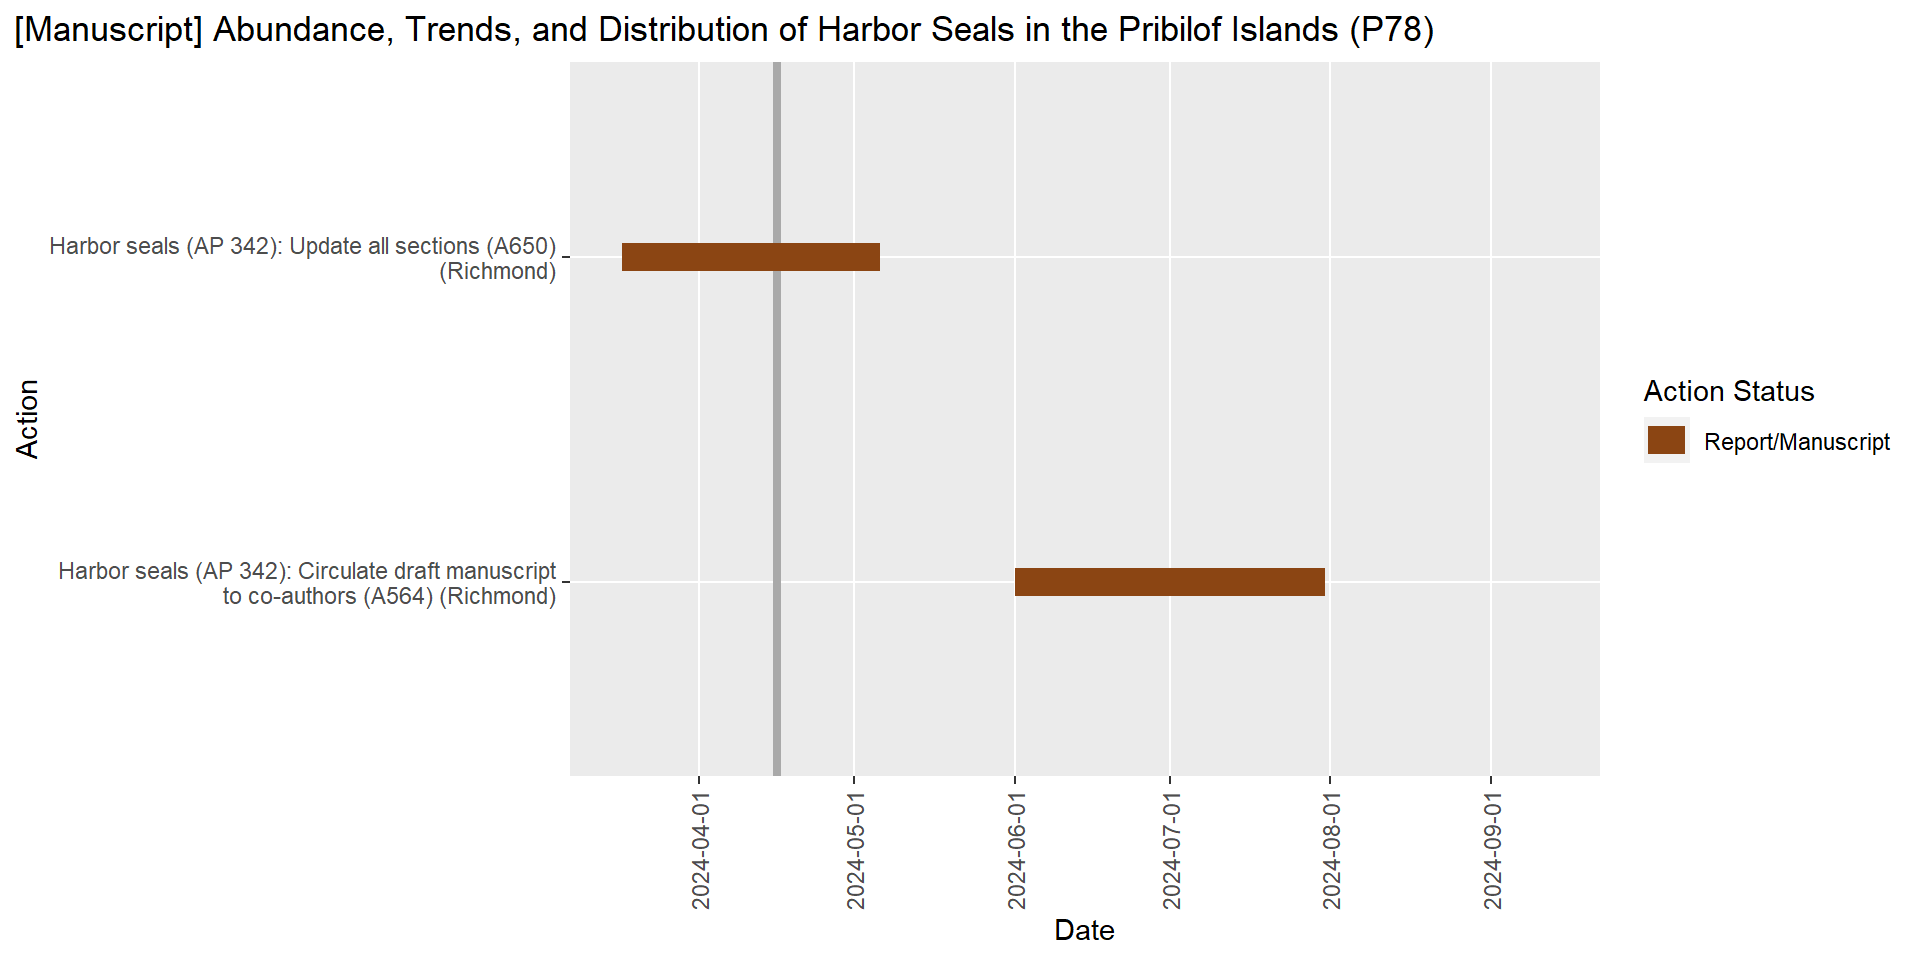 [Manuscript] Abundance, Trends, and Distribution of Harbor Seals in the Pribilof Islands (P78)
Action
Harbor seals (AP 342): Update all sections (A650)
(Richmond)
Harbor seals (AP 342): Circulate draft manuscript
to co-authors (A564) (Richmond)
2024-04-01
2024-05-01
2024-06-01
2024-07-01
2024-08-01
2024-09-01
Date
Action Status
Report/Manuscript